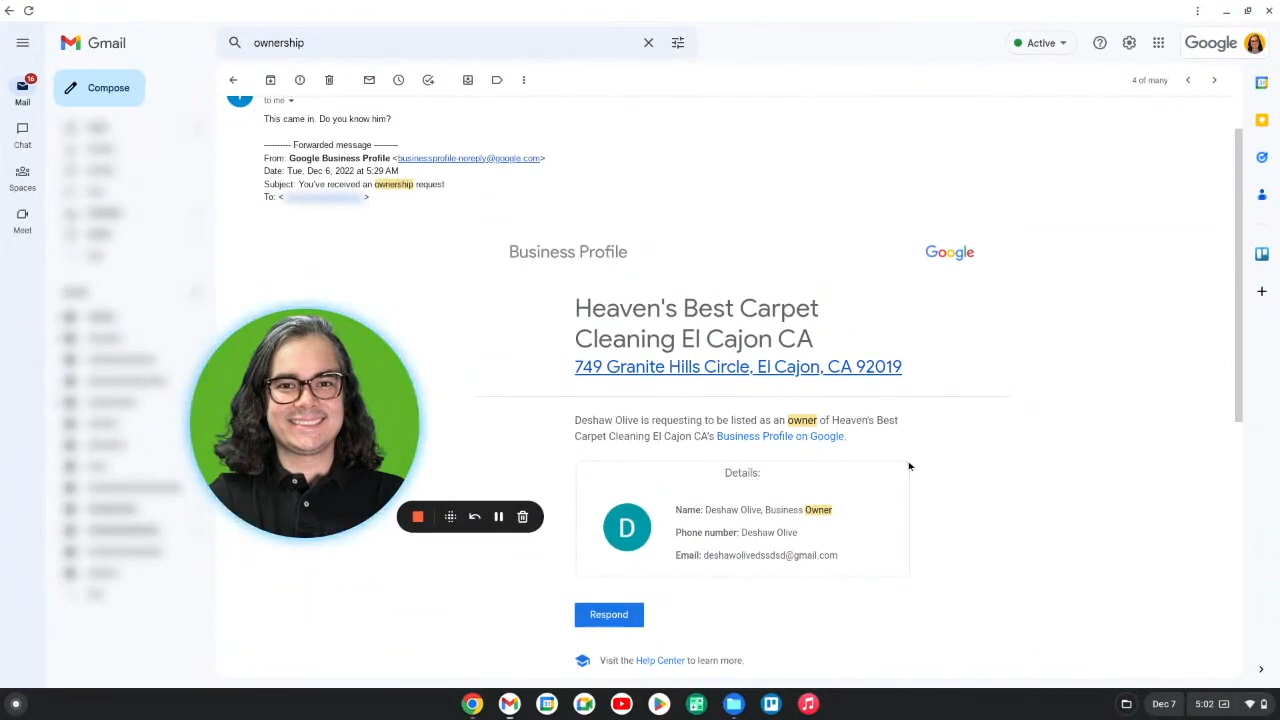 Gmail
ownership
Active
Google
16
Compose
4 of many
Mail
Chat
Spaces
Meet
to me
This came in. Do you know him?
---------- Forwarded message ---------
From: Google Business Profile <businessprofile-noreply@google.com>
Date: Tue, Dec 6, 2022 at 5:29 AM
Subject: You've received an ownership request
To: < >
Business Profile
Google
Heaven's Best Carpet
Cleaning El Cajon CA
749 Granite Hills Circle, El Cajon, CA 92019
Deshaw Olive is requesting to be listed as an owner of Heaven's Best
Carpet Cleaning El Cajon CA's Business Profile on Google.
Details:
D
Name: Deshaw Olive, Business Owner
Phone number: Deshaw Olive
Email: deshawolivedssdsd@gmail.com
Respond
Visit the Help Center to learn more.
Dec 7
5:02